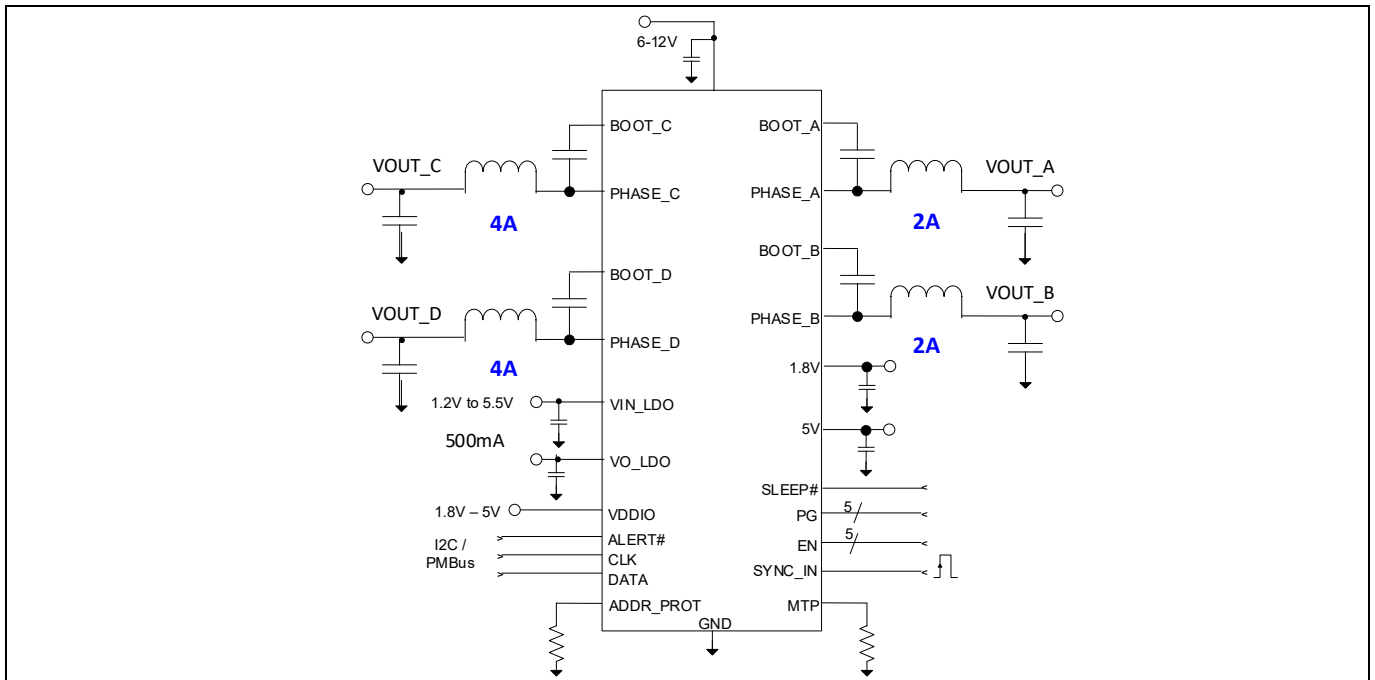 6-12V
BOOT_C
BOOT_A
VOUT_C
VOUT_A
PHASE_C
PHASE_A
4A
2A
BOOT_B
BOOT_D
VOUT_D
VOUT_B
PHASE_B
PHASE_D
4A
2A
1.8V
1.2V to 5.5V
VIN_LDO
5V
500mA
VO_LDO
SLEEP#
1.8V – 5V
VDDIO
PG
5
I2C /
PMBus
ALERT#
EN
5
CLK
SYNC_IN
DATA
ADDR_PROT
MTP
GND